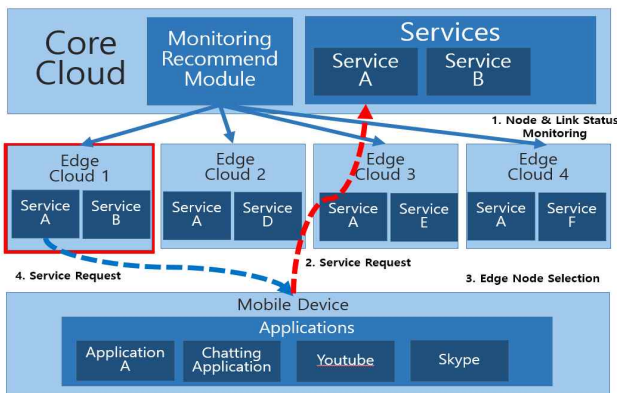 Core
Cloud
Monitoring
Recommend
Module
Services
Service
A
Service
B
1. Node & Link Status
Monitoring
Edge
Cloud 1
Service
A
Service
B
Edge
Cloud 2
Service
A
Service
D
Edge
Cloud 3
Service
A
Service
E
Edge
Cloud 4
Service
A
Service
F
4. Service Request
2. Service Request
3. Edge Node Selection
Mobile Device
Applications
Application
A
Chatting
Application
Youtube
Skype